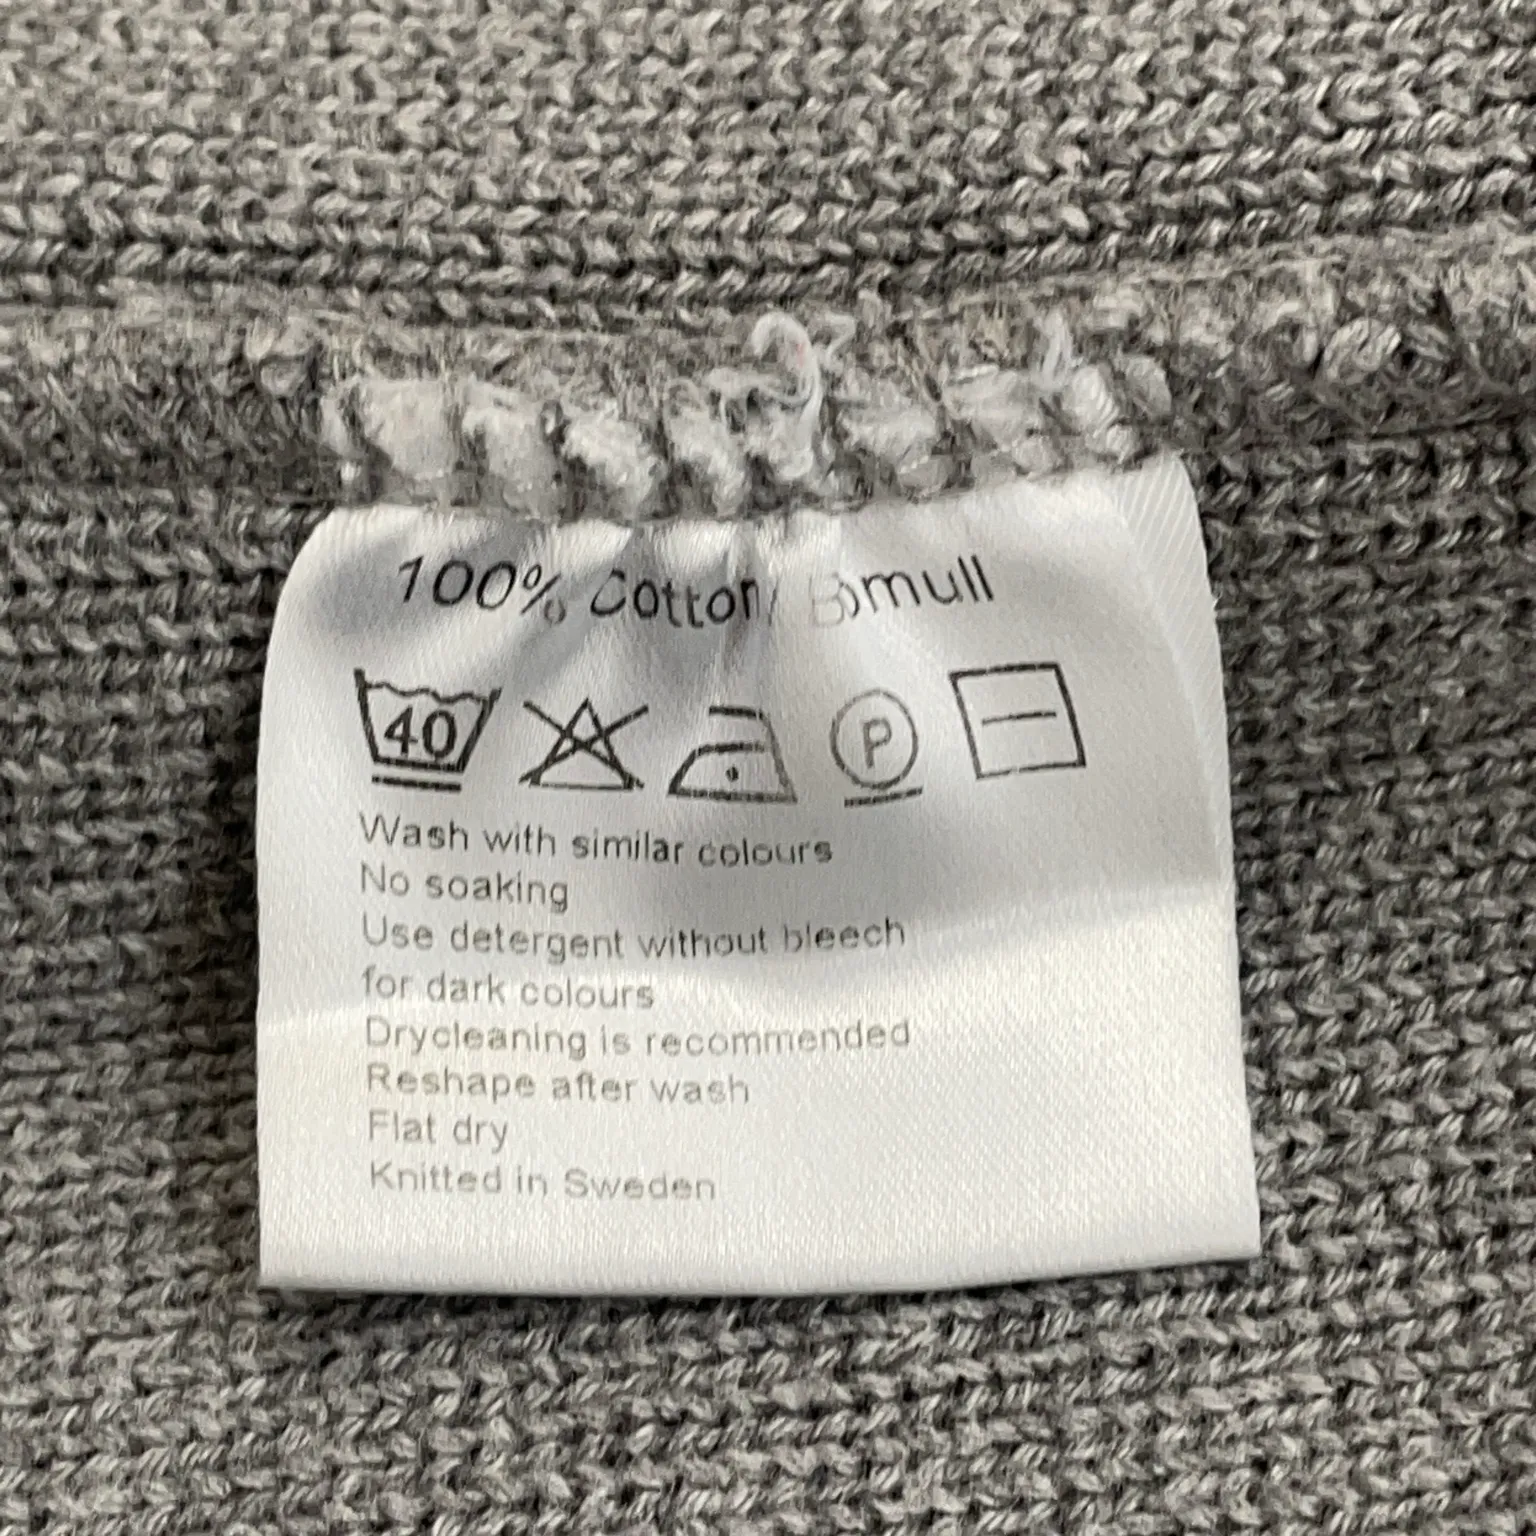 100% Cotton/ Bomull
40 P
Wash with similar colours
No soaking
Use detergent without bleech
for dark colours
Drycleaning is recommended
Reshape after wash
Flat dry
Knitted in Sweden